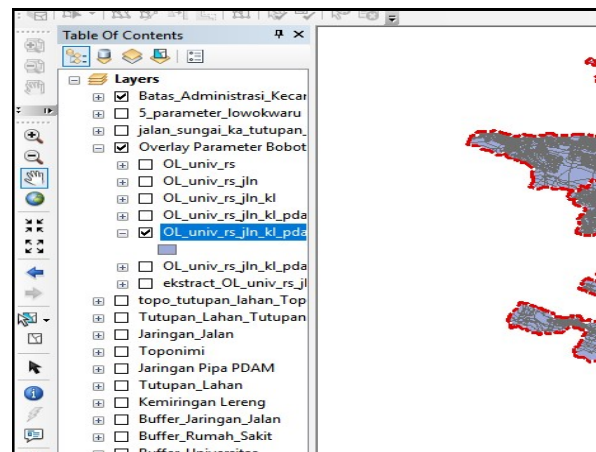 Table Of Contents
Layers
Batas_Administrasi_Kecar
5_parameter_lowokwaru
jalan_sungai_ka_tutupan_
Overlay Parameter Bobot
OL_univ_rs
OL_univ_rs_jln
OL_univ_rs_jln_kl
OL_univ_rs_jln_kl_pda
OL_univ_rs_jln_kl_pda
OL_univ_rs_jln_kl_pda
ekstract_OL_univ_rs_jl
topo_tutupan_lahan_Top
Tutupan_Lahan_Tutupan
Jaringan_Jalan
Toponimi
Jaringan Pipa PDAM
Tutupan_Lahan
Kemiringan Lereng
Buffer_Jaringan_Jalan
Buffer_Rumah_Sakit
Buffer_Universitas